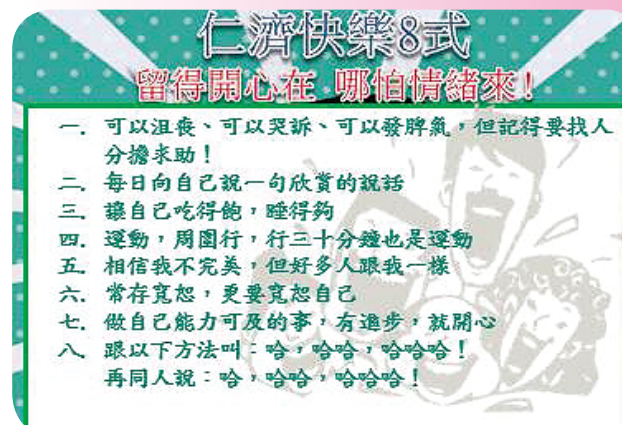 仁濟快樂8式
留得開心在 哪怕情緒來!
一. 可以沮喪、可以哭訴、可以發脾氣，但記得要找人
分擔求助！
二. 每日向自己說一句欣賞的說話
三. 讓自己吃得飽，睡得夠
四. 運動，周圍行，行三十分鐘也是運動
五. 相信我不完美，但好多人跟我一樣
六. 常存寬恕，更要寬恕自己
七. 做自己能力可及的事，有進步，就開心
八. 跟以下方法叫：哈，哈哈，哈哈哈！
再同人說：哈，哈哈，哈哈哈！